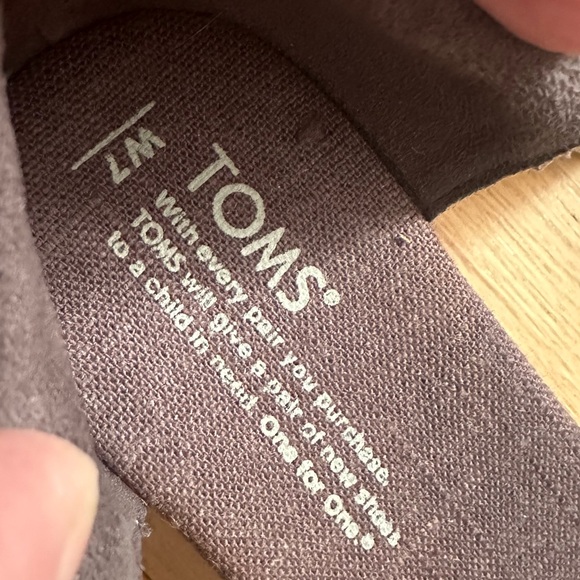 W7
TOMS®
With every pair you purchase,
TOMS will give a pair of new shoes
to a child in need. One for One.®